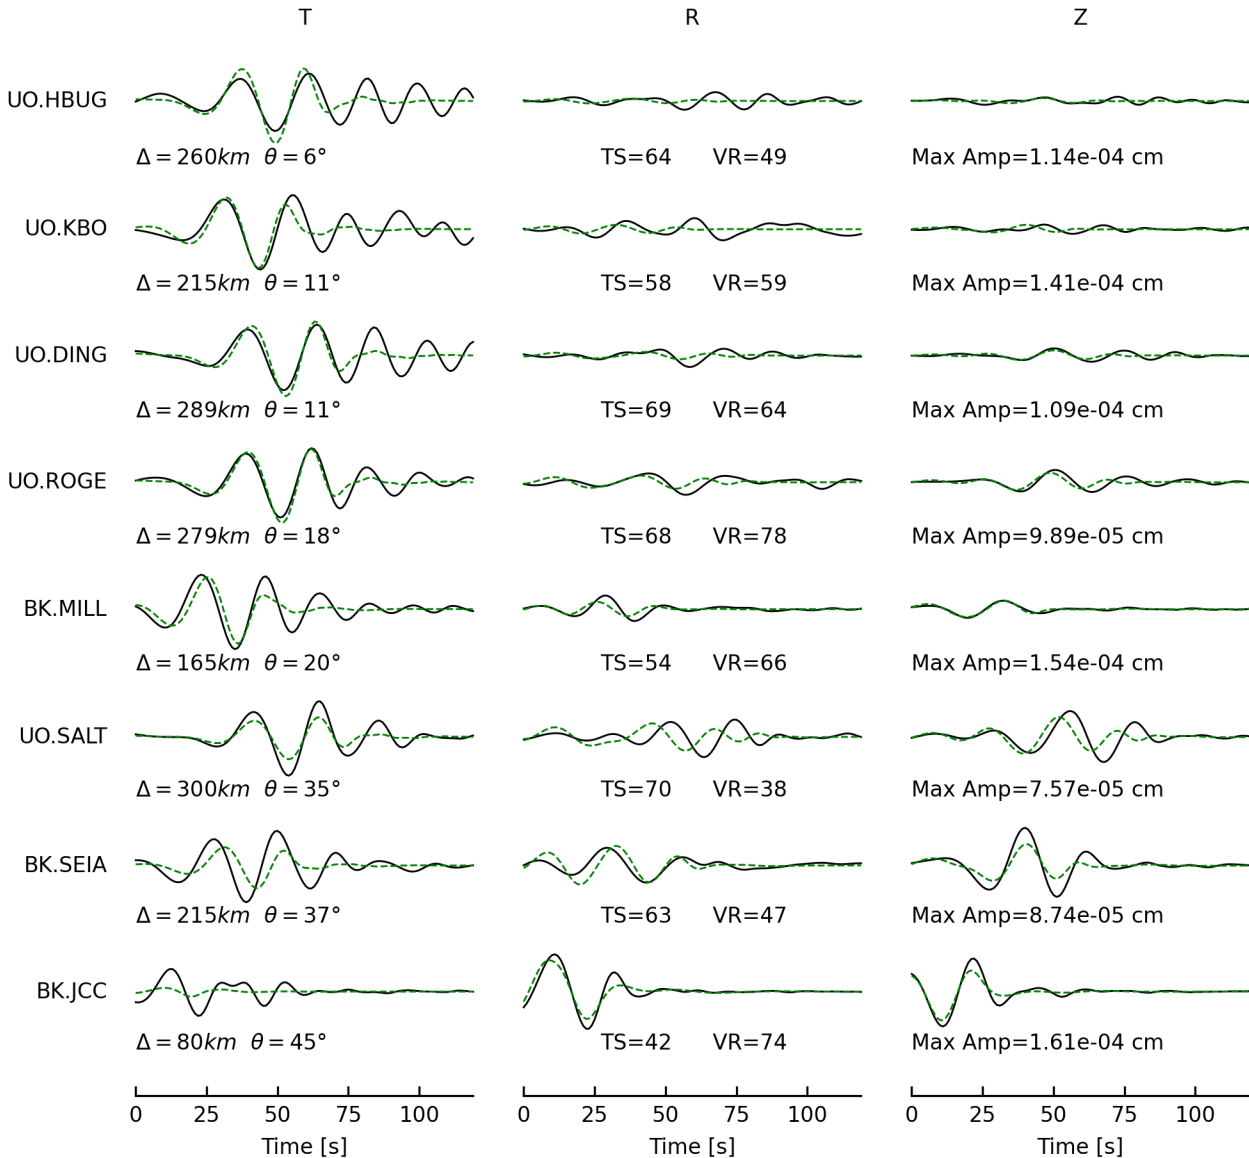 T R Z
UO.HBUG
Δ = 260km θ = 6° TS=64 VR=49 Max Amp=1.14e-04 cm
UO.KBO
Δ = 215km θ = 11° TS=58 VR=59 Max Amp=1.41e-04 cm
UO.DING
Δ = 289km θ = 11° TS=69 VR=64 Max Amp=1.09e-04 cm
UO.ROGE
Δ = 279km θ = 18° TS=68 VR=78 Max Amp=9.89e-05 cm
BK.MILL
Δ = 165km θ = 20° TS=54 VR=66 Max Amp=1.54e-04 cm
UO.SALT
Δ = 300km θ = 35° TS=70 VR=38 Max Amp=7.57e-05 cm
BK.SEIA
Δ = 215km θ = 37° TS=63 VR=47 Max Amp=8.74e-05 cm
BK.JCC
Δ = 80km θ = 45° TS=42 VR=74 Max Amp=1.61e-04 cm
0 25 50 75 100 0 25 50 75 100 0 25 50 75 100
Time [s] Time [s] Time [s]